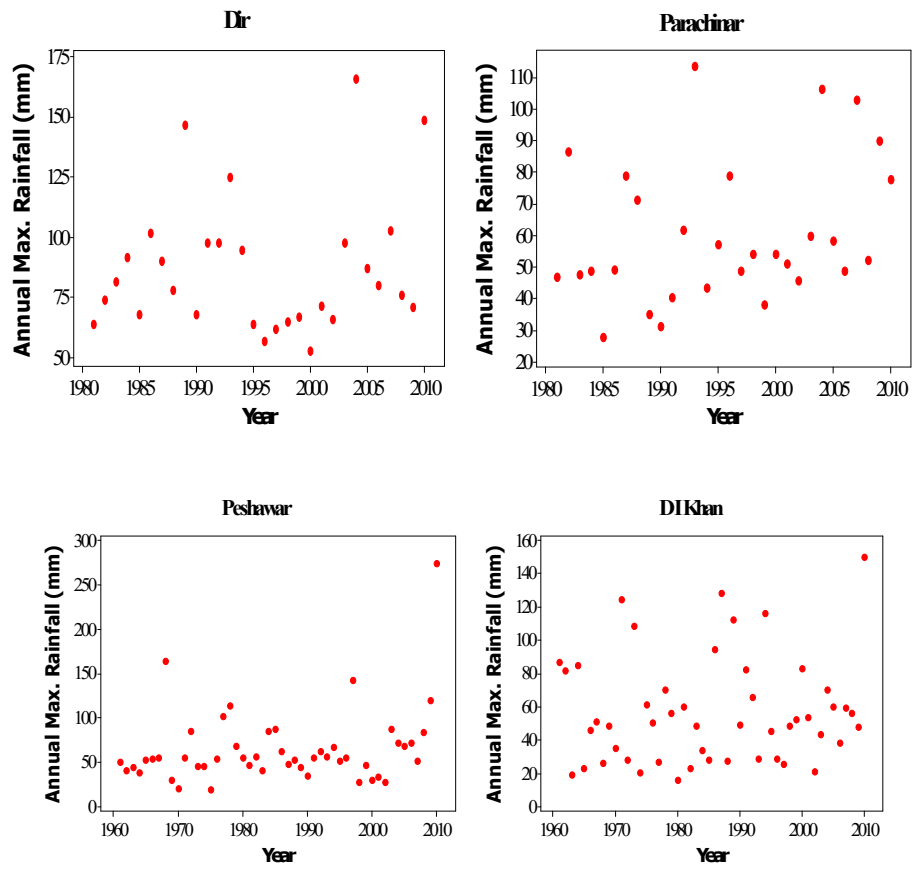 Dir
175
150
125
100
75
50
Annual Max. Rainfall (mm)
1980 1985 1990 1995 2000 2005 2010
Year
Parachinar
110
100
90
80
70
60
50
40
30
20
Annual Max. Rainfall (mm)
1980 1985 1990 1995 2000 2005 2010
Year
Peshawar
300
250
200
150
100
50
0
Annual Max. Rainfall (mm)
1960 1970 1980 1990 2000 2010
Year
DI Khan
160
140
120
100
80
60
40
20
0
Annual Max. Rainfall (mm)
1960 1970 1980 1990 2000 2010
Year